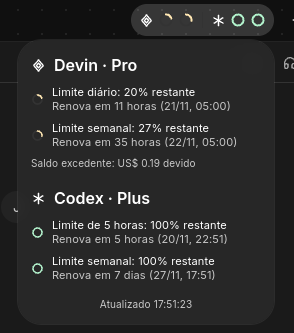 Devin · Pro
Limite diário: 20% restante
Renova em 11 horas (21/11, 05:00)
Limite semanal: 27% restante
Renova em 35 horas (22/11, 05:00)
Saldo excedente: US$ 0.19 devido
Codex · Plus
Limite de 5 horas: 100% restante
Renova em 5 horas (20/11, 22:51)
Limite semanal: 100% restante
Renova em 7 dias (27/11, 17:51)
Atualizado 17:51:23